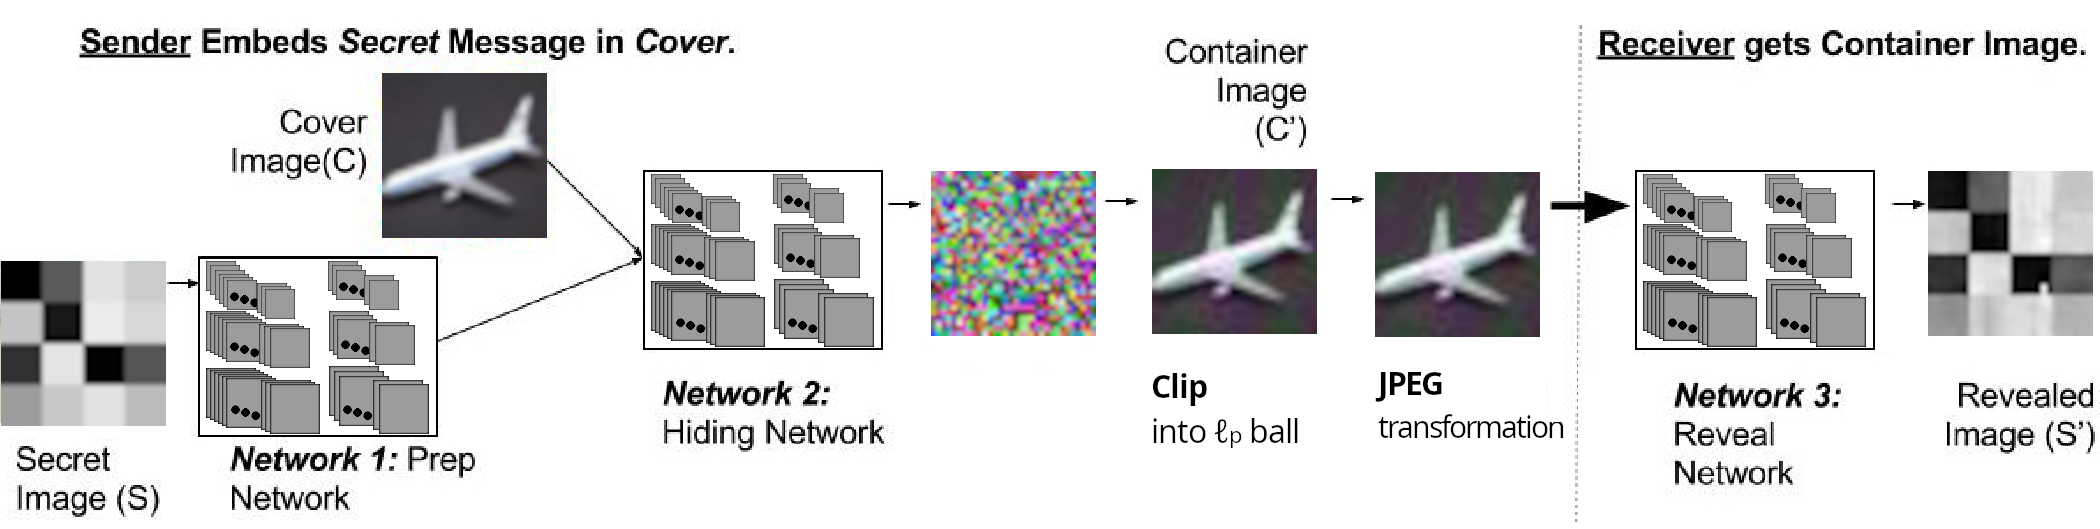 Sender Embeds Secret Message in Cover.
Receiver gets Container Image.
Cover
Image(C)
Container
Image
(C’)
Secret
Image (S)
Network 1: Prep
Network
Network 2:
Hiding Network
Clip
into ℓp ball
JPEG
transformation
Network 3:
Reveal
Network
Revealed
Image (S’)